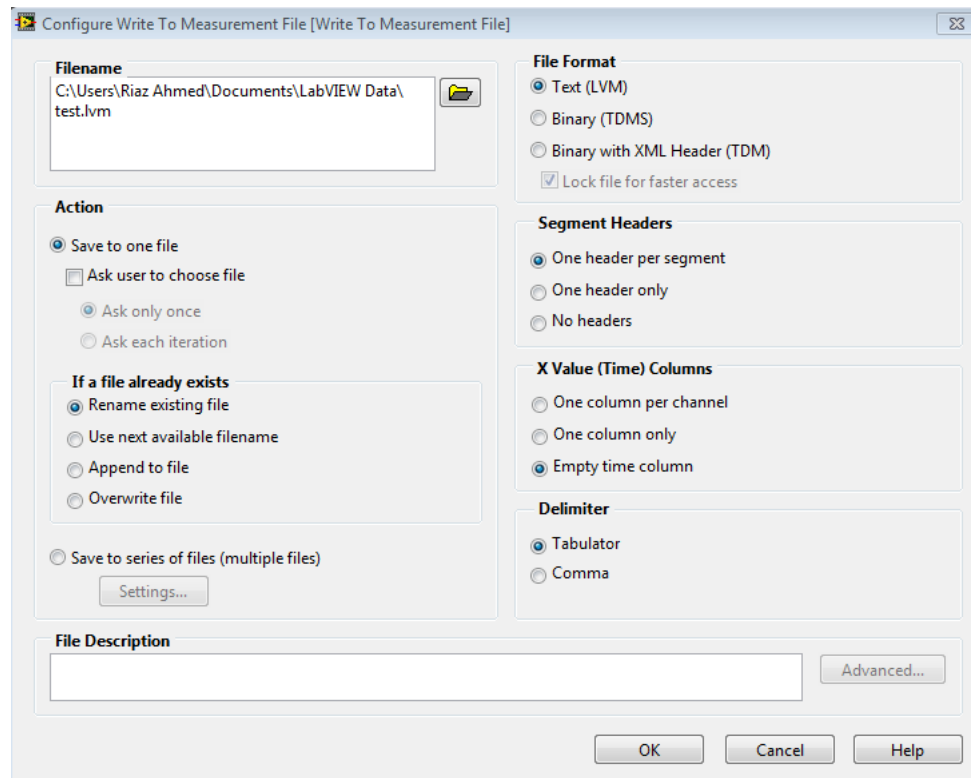 Configure Write To Measurement File [Write To Measurement File]
Filename
C:\Users\Riaz Ahmed\Documents\LabVIEW Data\
test.lvm
Action
Save to one file
Ask user to choose file
Ask only once
Ask each iteration
If a file already exists
Rename existing file
Use next available filename
Append to file
Overwrite file
Save to series of files (multiple files)
Settings...
File Format
Text (LVM)
Binary (TDMS)
Binary with XML Header (TDM)
Lock file for faster access
Segment Headers
One header per segment
One header only
No headers
X Value (Time) Columns
One column per channel
One column only
Empty time column
Delimiter
Tabulator
Comma
File Description
Advanced...
OK Cancel Help